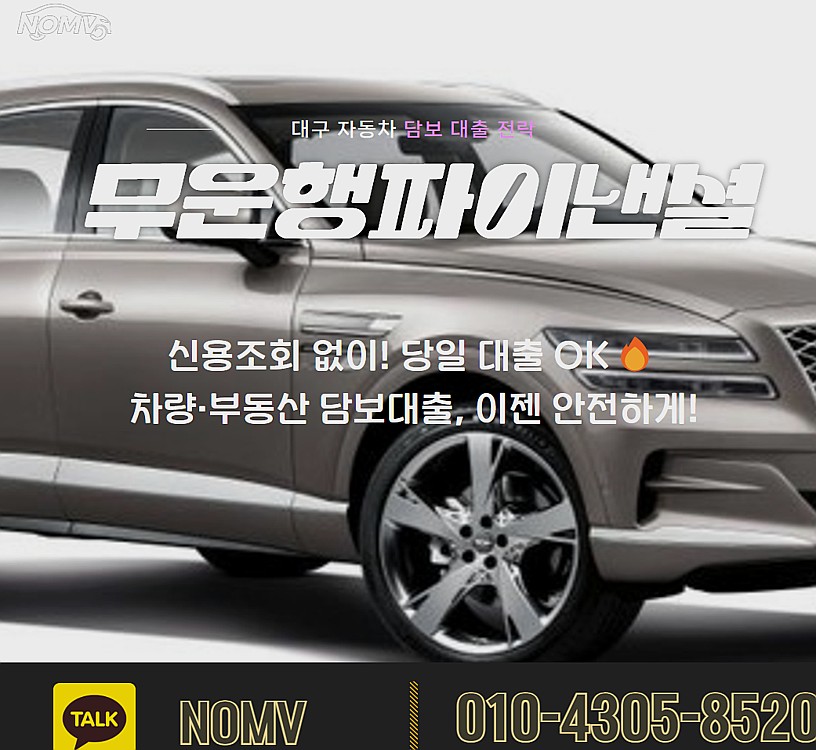 NOMV
대구 자동차 담보 대출 전략
무운행파이낸셜
신용조회 없이! 당일 대출 OK🔥
차량·부동산 담보대출, 이젠 안전하게!
TALK NOMV 010-4305-8520